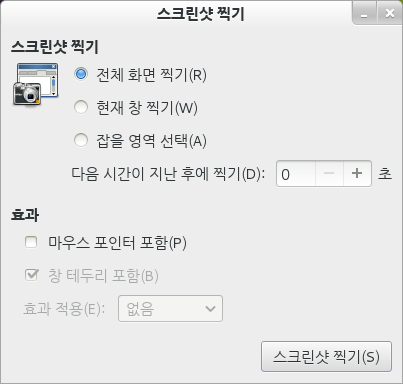 스크린샷 찍기
스크린샷 찍기
전체 화면 찍기(R)
현재 창 찍기(W)
잡을 영역 선택(A)
다음 시간이 지난 후에 찍기(D): 0 초
효과
마우스 포인터 포함(P)
창 테두리 포함(B)
효과 적용(E): 없음
스크린샷 찍기(S)